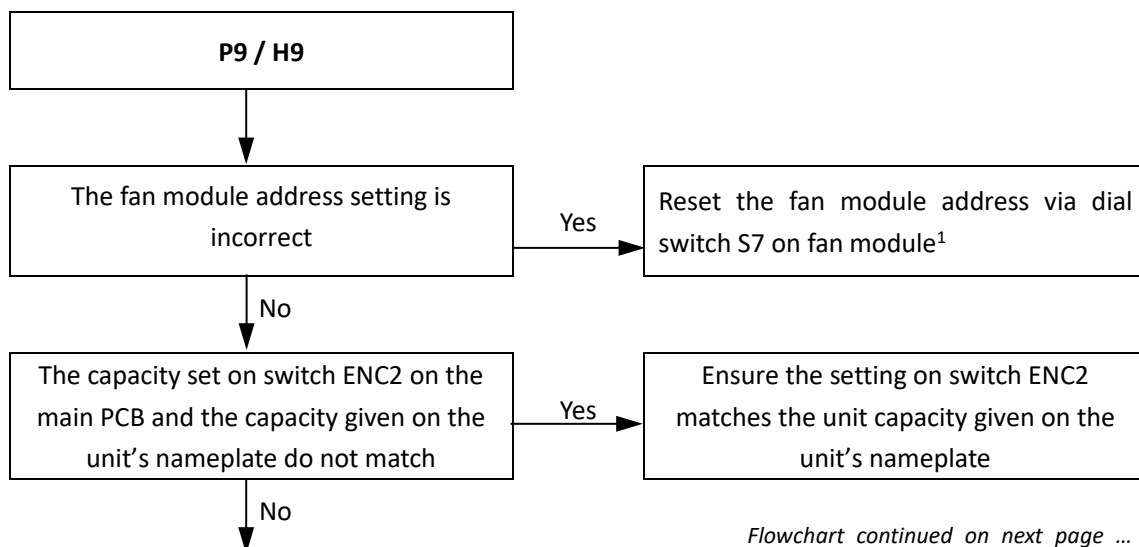 P9 / H9
The fan module address setting is
incorrect
Yes
Reset the fan module address via dial
switch S7 on fan module¹
No
The capacity set on switch ENC2 on the
main PCB and the capacity given on the
unit’s nameplate do not match
Yes
Ensure the setting on switch ENC2
matches the unit capacity given on the
unit’s nameplate
No
Flowchart continued on next page …